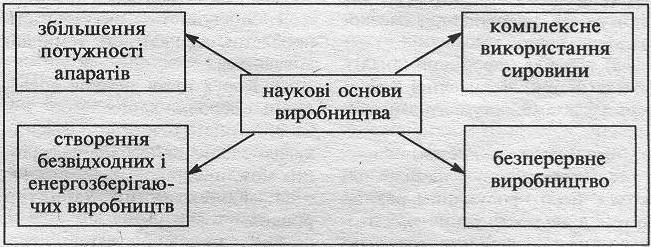 збільшення
потужності
апаратів
комплексне
використання
сировини
наукові основи
виробництва
створення
безвідходних і
енергозберігаю-
чих виробництв
безперервне
виробництво